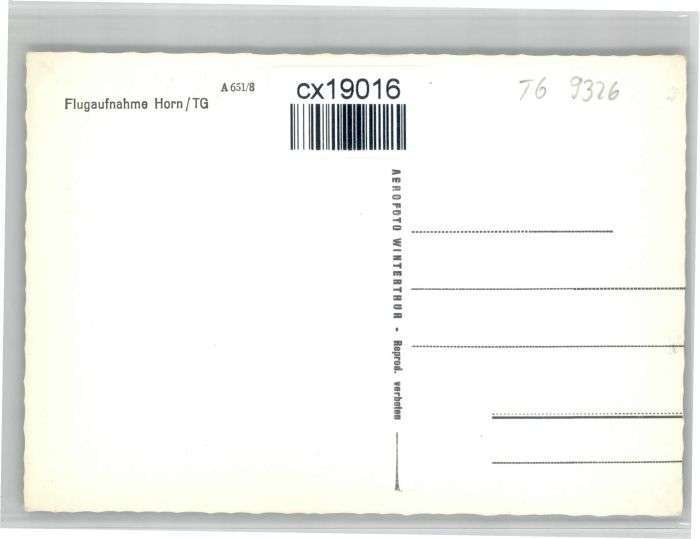 A 651/8
Flugaufnahme Horn/TG
cx19016
TG 9326
AEROFOTO WINTERTHUR - Reprod. verboten